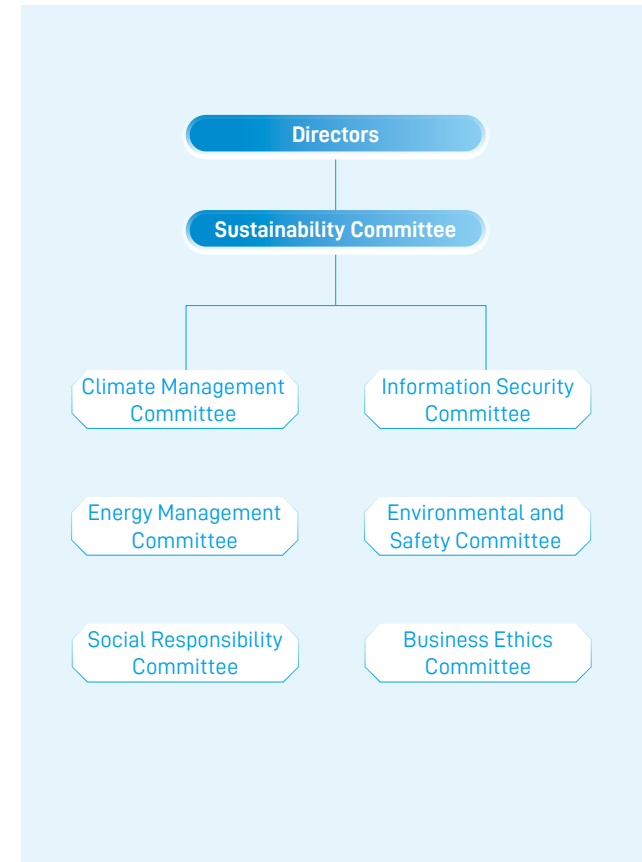 Directors
Sustainability Committee
Climate Management
Committee
Information Security
Committee
Energy Management
Committee
Environmental and
Safety Committee
Social Responsibility
Committee
Business Ethics
Committee